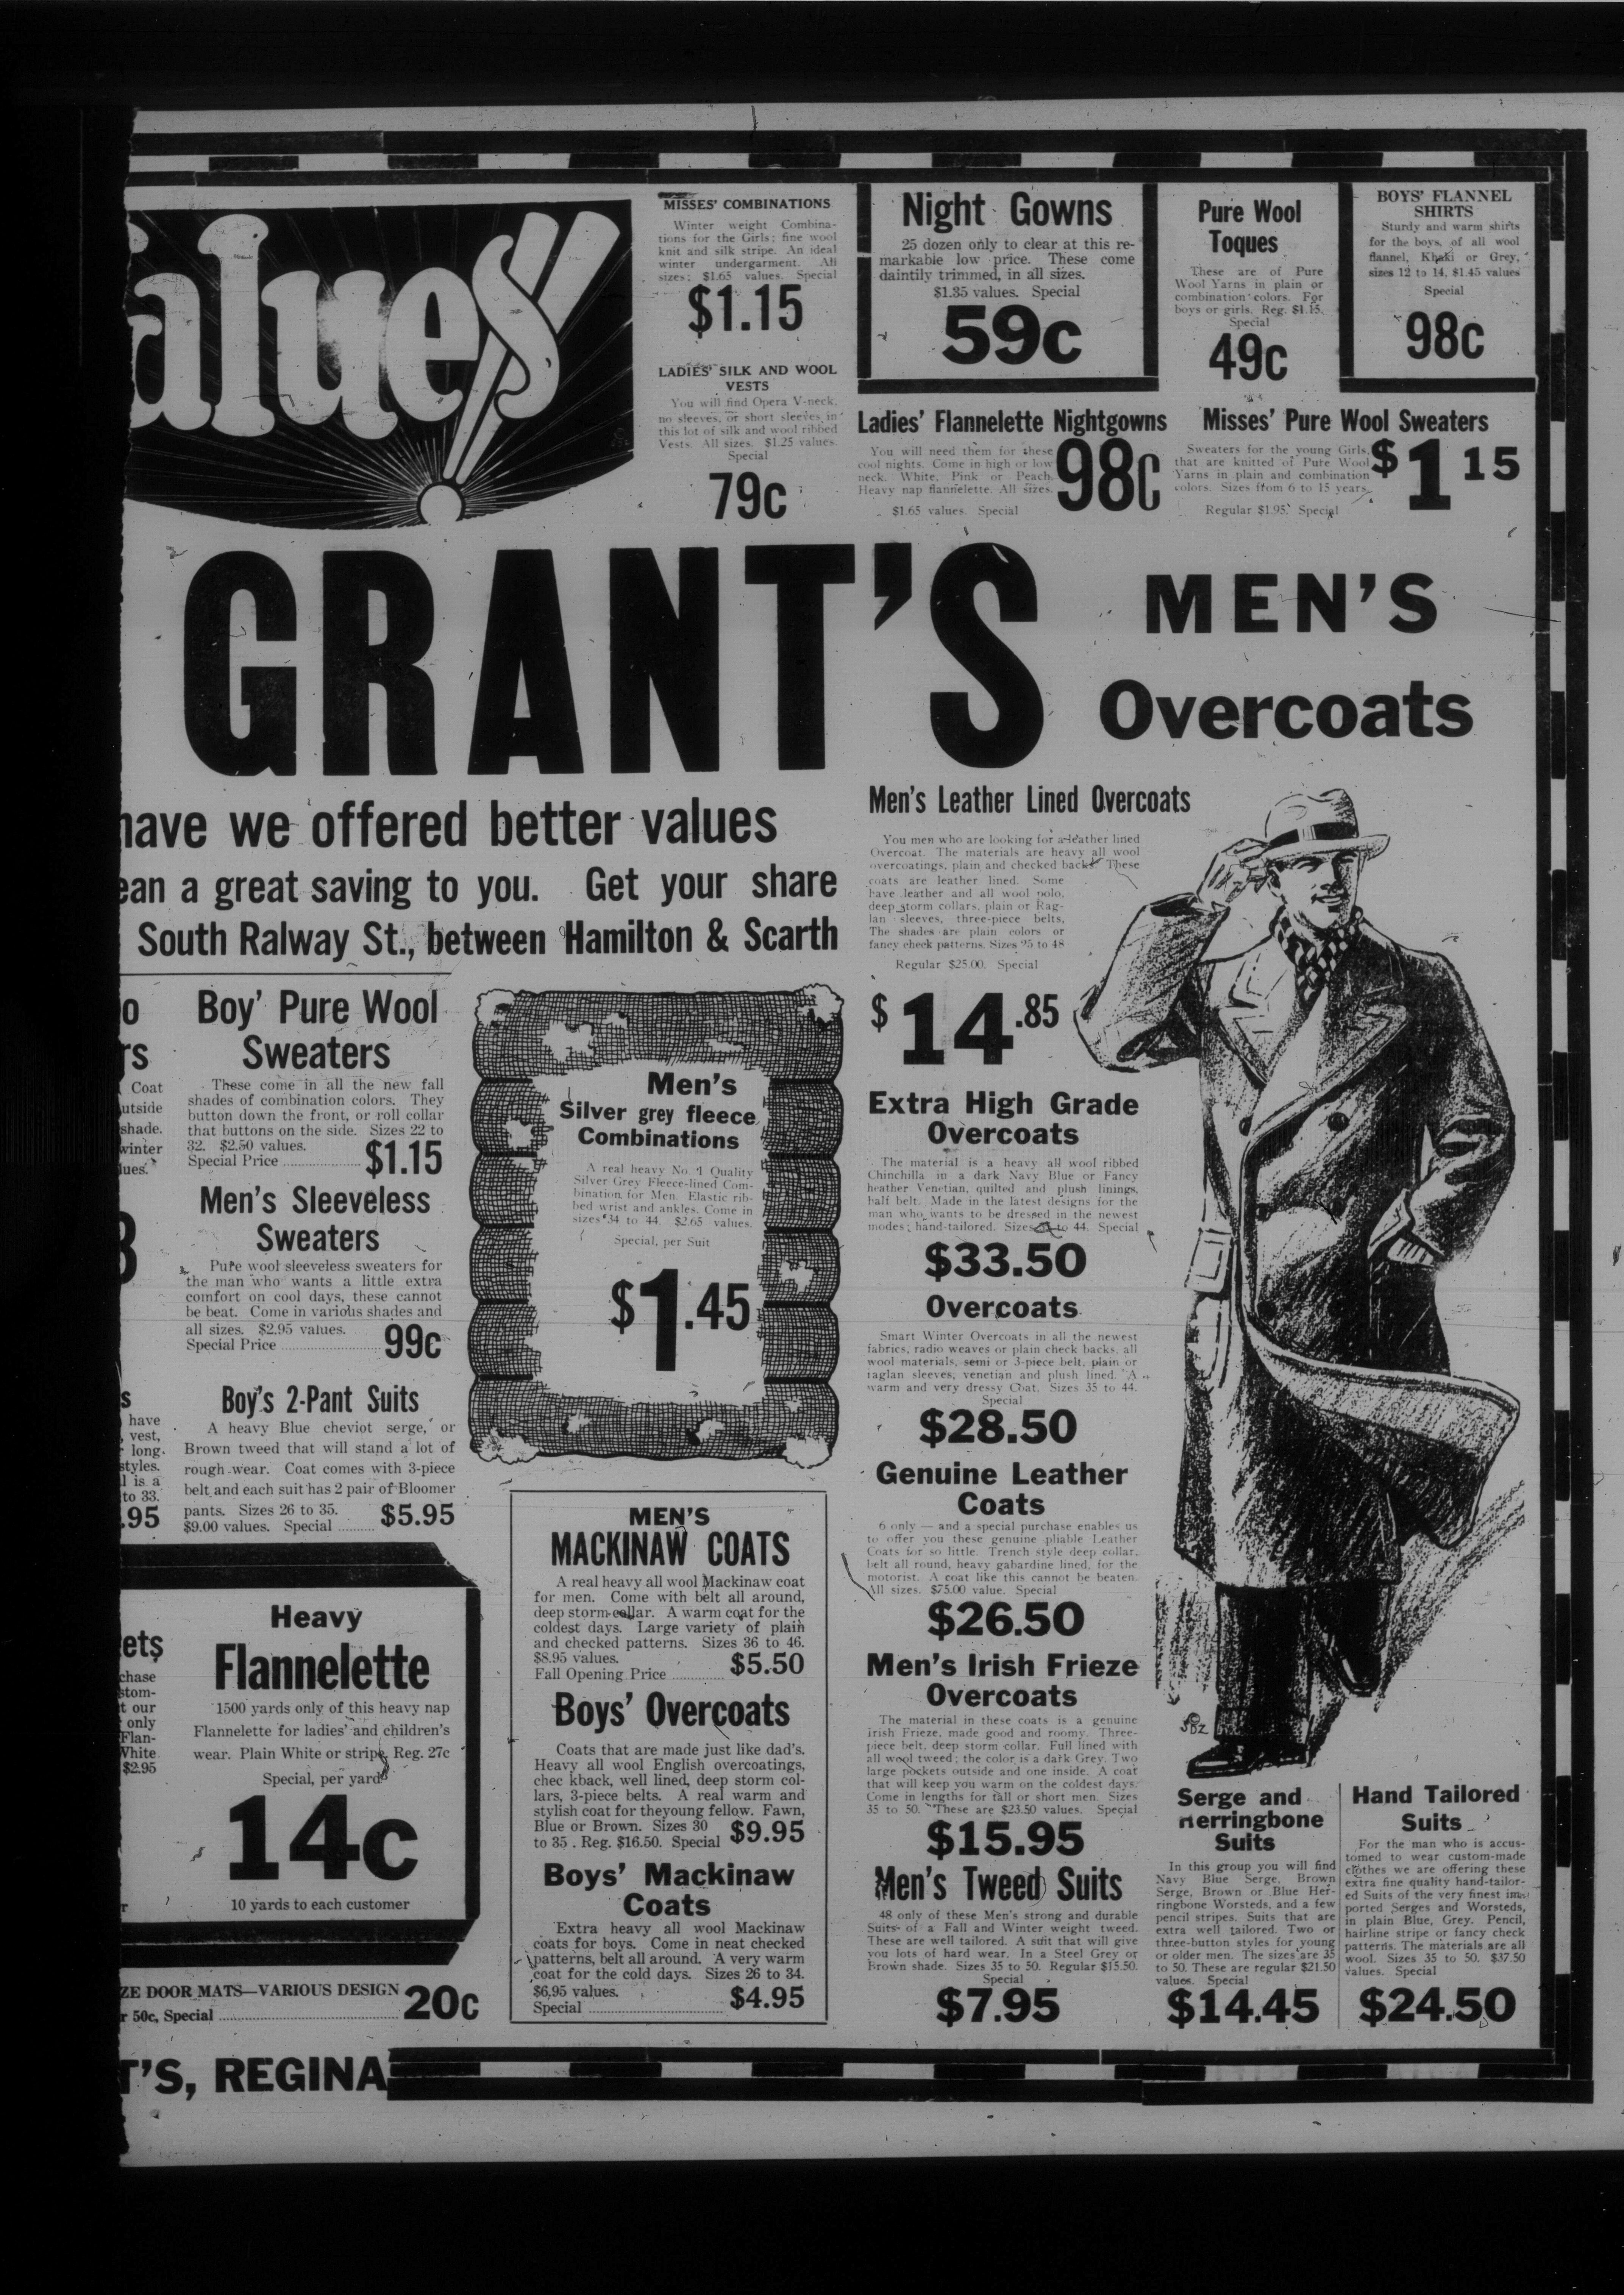 alues
MISSES' COMBINATIONS
Winter weight Combina-
tions for the Girls; fine wool
knit and silk stripe. An ideal
winter undergarment. All
sizes; $1.65 values. Special
$1.15
LADIES' SILK AND WOOL
VESTS
You will find Opera V-neck,
no sleeves, or short sleeves in
this lot of silk and wool ribbed
Vests. All sizes. $1.25 values.
Special
79c
Night Gowns
25 dozen only to clear at this re-
markable low price. These come
daintily trimmed, in all sizes.
$1.35 values. Special
59c
Pure Wool
Toques
These are of Pure
Wool Yarns in plain or
combination colors. For
boys or girls. Reg. $1.15.
Special
49c
BOYS' FLANNEL
SHIRTS
Sturdy and warm shirts
for the boys, of all wool
flannel, Khaki or Grey,
sizes 12 to 14, $1.45 values
Special
98c
Ladies' Flannelette Nightgowns
You will need them for these
cool nights. Come in high or low
neck. White, Pink or Peach.
Heavy nap flannelette. All sizes.
$1.65 values. Special
98c
Misses' Pure Wool Sweaters
Sweaters for the young Girls,
that are knitted of Pure Wool
Yarns in plain and combination
colors. Sizes from 6 to 15 years.
Regular $1.95. Special
$1 15
GRANT'S
have we offered better values
ean a great saving to you. Get your share
South Ralway St., between Hamilton & Scarth
MEN'S
Overcoats
o
rs
Coat
utside
shade.
winter
lues.
s
have
vest,
long
styles.
l is a
to 33.
.95
Boy' Pure Wool
Sweaters
These come in all the new fall
shades of combination colors. They
button down the front, or roll collar
that buttons on the side. Sizes 22 to
32. $2.50 values.
Special Price $1.15
Men's Sleeveless
Sweaters
Pure wool sleeveless sweaters for
the man who wants a little extra
comfort on cool days, these cannot
be beat. Come in various shades and
all sizes. $2.95 values.
Special Price 99c
Boy's 2-Pant Suits
A heavy Blue cheviot serge, or
Brown tweed that will stand a lot of
rough wear. Coat comes with 3-piece
belt and each suit has 2 pair of Bloomer
pants. Sizes 26 to 35.
$9.00 values. Special $5.95
ets
chase
stom-
t our
only
Flan-
White
$2.95
r
Heavy
Flannelette
1500 yards only of this heavy nap
Flannelette for ladies' and children's
wear. Plain White or stripe, Reg. 27c
Special, per yard
14c
10 yards to each customer
ZE DOOR MATS—VARIOUS DESIGN
r 50c, Special 20c
T'S, REGINA
Men's
Silver grey fleece
Combinations
A real heavy No. 1 Quality
Silver Grey Fleece-lined Com-
bination for Men. Elastic rib-
bed wrist and ankles. Come in
sizes 34 to 44. $2.65 values.
Special, per Suit
$1.45
MEN'S
MACKINAW COATS
A real heavy all wool Mackinaw coat
for men. Come with belt all around,
deep storm collar. A warm coat for the
coldest days. Large variety of plain
and checked patterns. Sizes 36 to 46.
$8.95 values.
Fall Opening Price $5.50
Boys' Overcoats
Coats that are made just like dad's.
Heavy all wool English overcoatings,
chec kback, well lined, deep storm col-
lars, 3-piece belts. A real warm and
stylish coat for theyoung fellow. Fawn,
Blue or Brown. Sizes 30
to 35 . Reg. $16.50. Special $9.95
Boys' Mackinaw
Coats
Extra heavy all wool Mackinaw
coats for boys. Come in neat checked
patterns, belt all around. A very warm
coat for the cold days. Sizes 26 to 34.
$6.95 values.
Special $4.95
Men's Leather Lined Overcoats
You men who are looking for a leather lined
Overcoat. The materials are heavy all wool
overcoatings, plain and checked backs. These
coats are leather lined. Some
have leather and all wool polo,
deep storm collars, plain or Rag-
lan sleeves, three-piece belts,
The shades are plain colors or
fancy check patterns. Sizes 35 to 48
Regular $25.00. Special
$14.85
Extra High Grade
Overcoats
The material is a heavy all wool ribbed
Chinchilla in a dark Navy Blue or Fancy
heather Venetian, quilted and plush linings,
half belt. Made in the latest designs for the
man who wants to be dressed in the newest
modes; hand-tailored. Sizes to 44. Special
$33.50
Overcoats
Smart Winter Overcoats in all the newest
fabrics, radio weaves or plain check backs, all
wool materials, semi or 3-piece belt, plain or
raglan sleeves, venetian and plush lined. A
warm and very dressy Coat. Sizes 35 to 44.
Special
$28.50
Genuine Leather
Coats
6 only — and a special purchase enables us
to offer you these genuine pliable Leather
Coats for so little. Trench style deep collar,
belt all round, heavy gabardine lined, for the
motorist. A coat like this cannot be beaten.
All sizes. $75.00 value. Special
$26.50
Men's Irish Frieze
Overcoats
The material in these coats is a genuine
irish Frieze, made good and roomy. Three-
piece belt, deep storm collar. Full lined with
all wool tweed; the color is a dark Grey. Two
large pockets outside and one inside. A coat
that will keep you warm on the coldest days.
Come in lengths for tall or short men. Sizes
35 to 50. These are $23.50 values. Special
$15.95
Men's Tweed Suits
48 only of these Men's strong and durable
Suits of a Fall and Winter weight tweed.
These are well tailored. A suit that will give
you lots of hard wear. In a Steel Grey or
Brown shade. Sizes 35 to 50. Regular $15.50.
Special
$7.95
Serge and
Herringbone
Suits
In this group you will find
Navy Blue Serge, Brown
Serge, Brown or Blue Her-
ringbone Worsteds, and a few
pencil stripes. Suits that are
extra well tailored. Two or
three-button styles for young
or older men. The sizes are 35
to 50. These are regular $21.50
values. Special
$14.45
Hand Tailored
Suits
For the man who is accus-
tomed to wear custom-made
clothes we are offering these
extra fine quality hand-tailor-
ed Suits of the very finest im-
ported Serges and Worsteds,
in plain Blue, Grey. Pencil,
hairline stripe or fancy check
patterns. The materials are all
wool. Sizes 35 to 50. $37.50
values. Special
$24.50